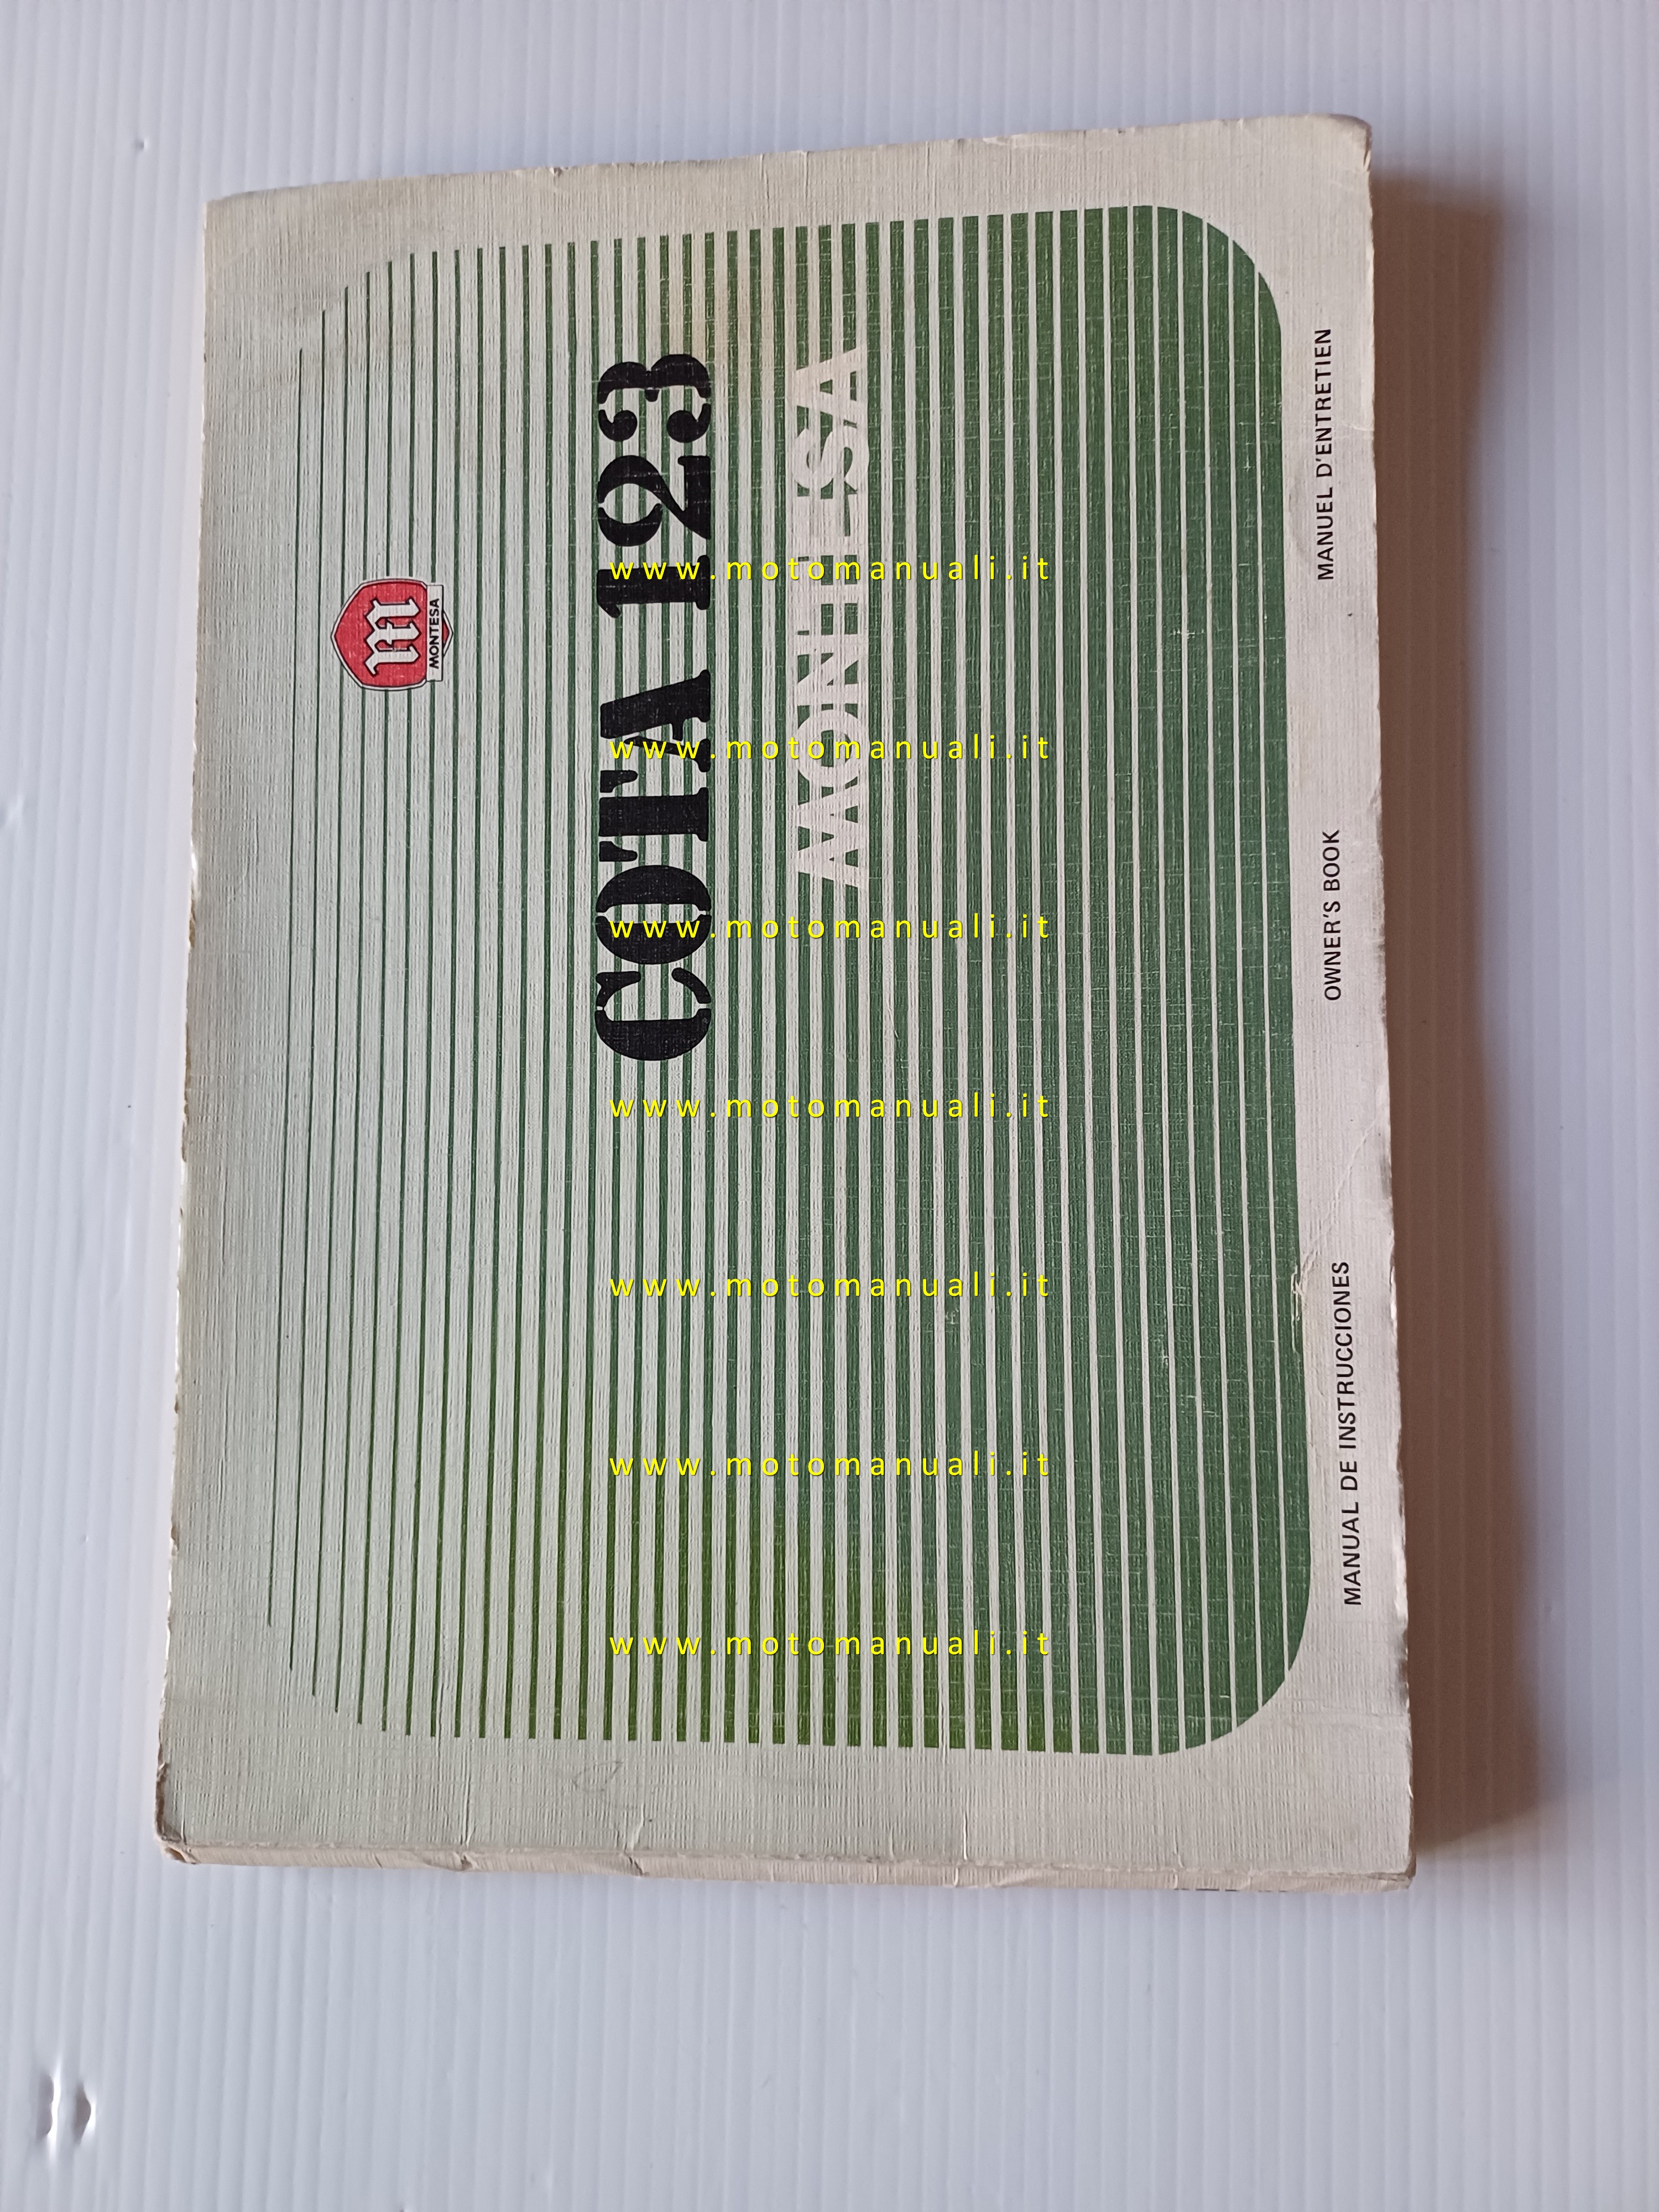 m
MONTESA
COTA 123
MONTESA
MANUAL DE INSTRUCCIONES
OWNER'S BOOK
MANUEL D'ENTRETIEN
www.motomanuali.it
www.motomanuali.it
www.motomanuali.it
www.motomanuali.it
www.motomanuali.it
www.motomanuali.it
www.motomanuali.it